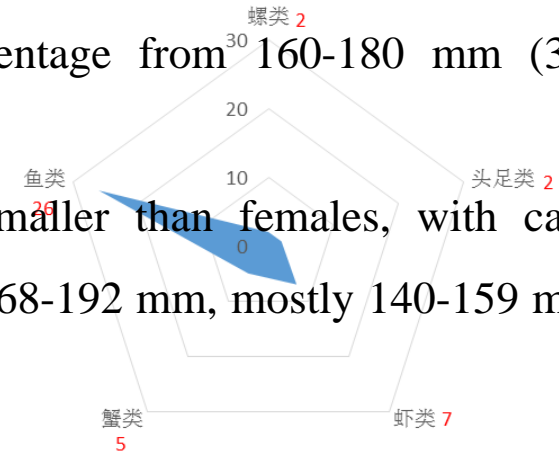 螺类 2
30
entage from 160-180 mm (3
20
10
鱼类
26
头足类 2
maller than females, with ca
0
68-192 mm, mostly 140-159 m
蟹类
5
虾类 7